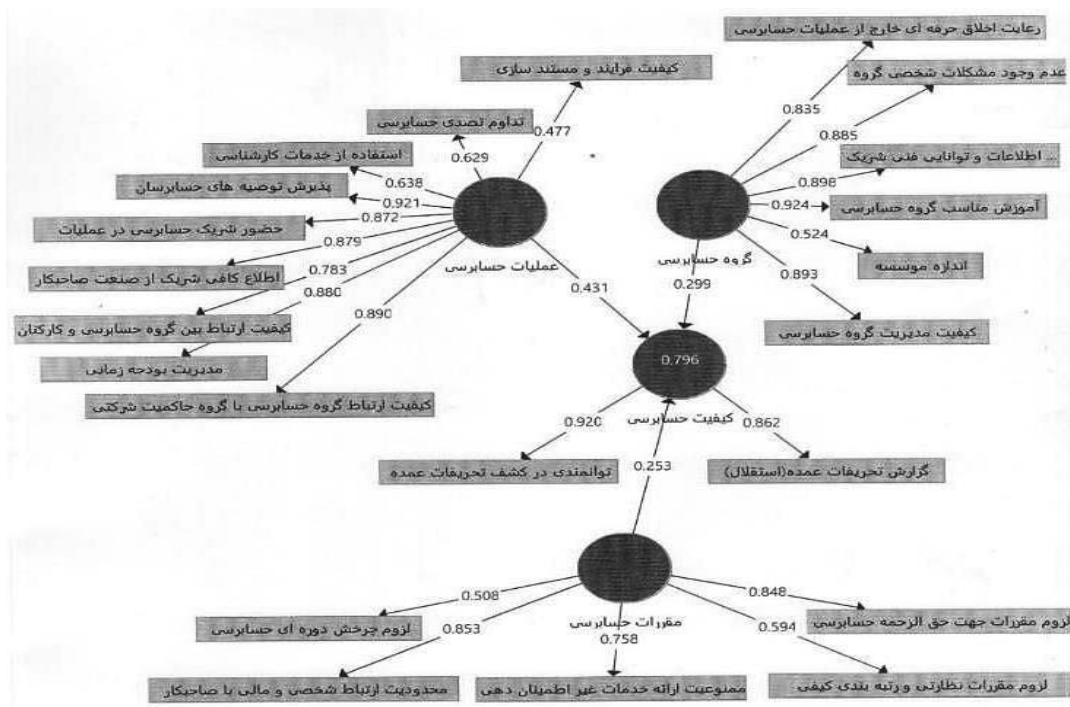 رعایت اخلاق حرفه ای خارج از عملیات حسابرسی
کیفیت فرایند و مستند سازی
عدم وجود مشکلات شخصی گروه
0.835
تداوم تصدی حسابرسی
0.477
0.885
استفاده از خدمات کارشناسی
0.629
اطلاعات و توانایی فنی شریک ...
0.638
0.898
پذیرش توصیه های حسابرسان
0.921
آموزش مناسب گروه حسابرسی
0.924
حضور شریک حسابرسی در عملیات
0.872
0.524
0.879
عملیات حسابرسی
گروه حسابرسی
اندازه موسسه
اطلاع کافی شریک از صنعت صاحبکار
0.783
0.431
0.299
0.893
0.880
0.890
کیفیت ارتباط بین گروه حسابرسی و کارکنان
کیفیت مدیریت گروه حسابرسی
0.796
مدیریت بودجه زمانی
کیفیت ارتباط گروه حسابرسی با گروه حاکمیت شرکتی
کیفیت حسابرسی
0.920
0.862
0.253
توانمندی در کشف تحریفات عمده
گزارش تحریفات عمده(استقلال)
0.508
0.848
لزوم چرخش دوره ای حسابرسی
0.853
مقررات حسابرسی
0.758
0.594
لزوم مقررات جهت حق الزحمه حسابرسی
محدودیت ارتباط شخصی و مالی با صاحبکار
ممنوعیت ارائه خدمات غیر اطمینان دهی
لزوم مقررات نظارتی و رتبه بندی کیفی